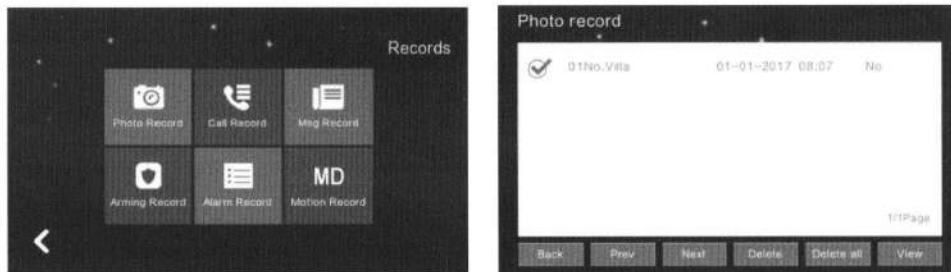 Records
Photo Record Call Record Msg Record
MD
Arming Record Alarm Record Motion Record
Photo record
01No.Villa 01-01-2017 08:07 No
1/1Page
Back Prev Next Delete Delete all View